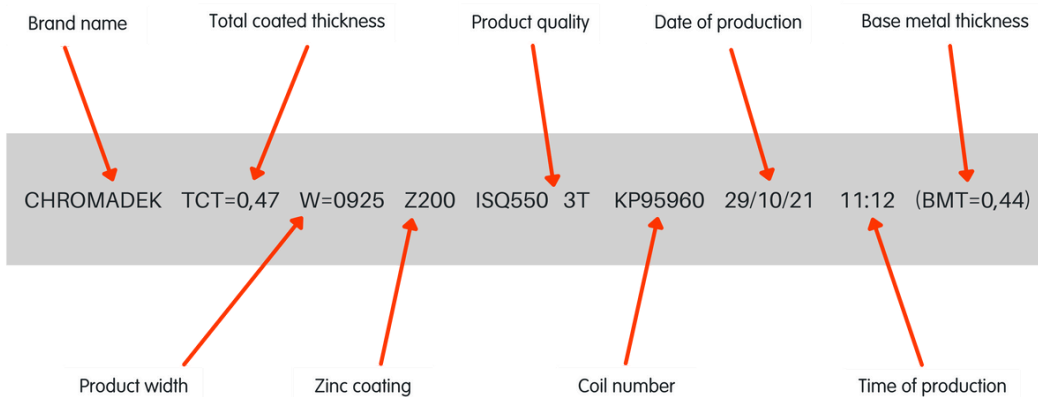 Brand name Total coated thickness Product quality Date of production Base metal thickness
CHROMADEK TCT=0,47 W=0925 Z200 ISQ550 3T KP95960 29/10/21 11:12 (BMT=0,44)
Product width Zinc coating Coil number Time of production